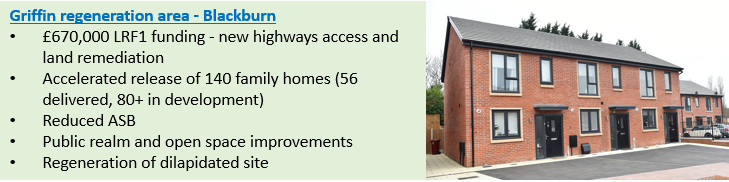 Griffin regeneration area - Blackburn
• £670,000 LRF1 funding - new highways access and
land remediation
• Accelerated release of 140 family homes (56
delivered, 80+ in development)
• Reduced ASB
• Public realm and open space improvements
• Regeneration of dilapidated site